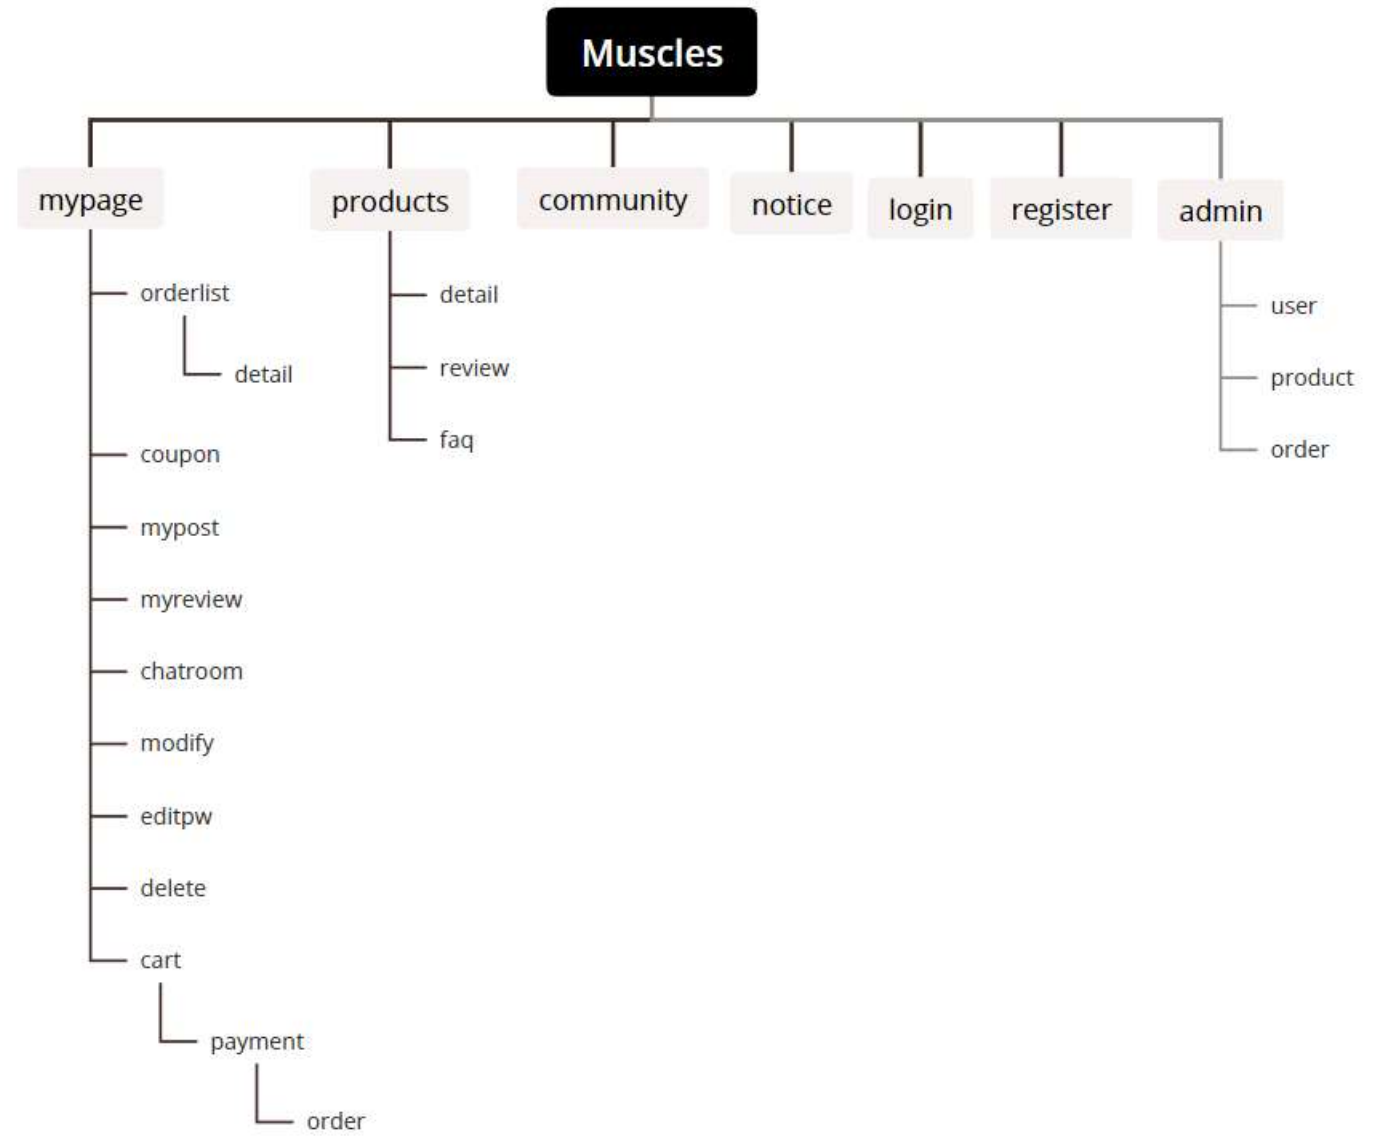 Muscles
mypage
orderlist
detail
coupon
mypost
myreview
chatroom
modify
editpw
delete
cart
payment
order
products
detail
review
faq
community
notice
login
register
admin
user
product
order